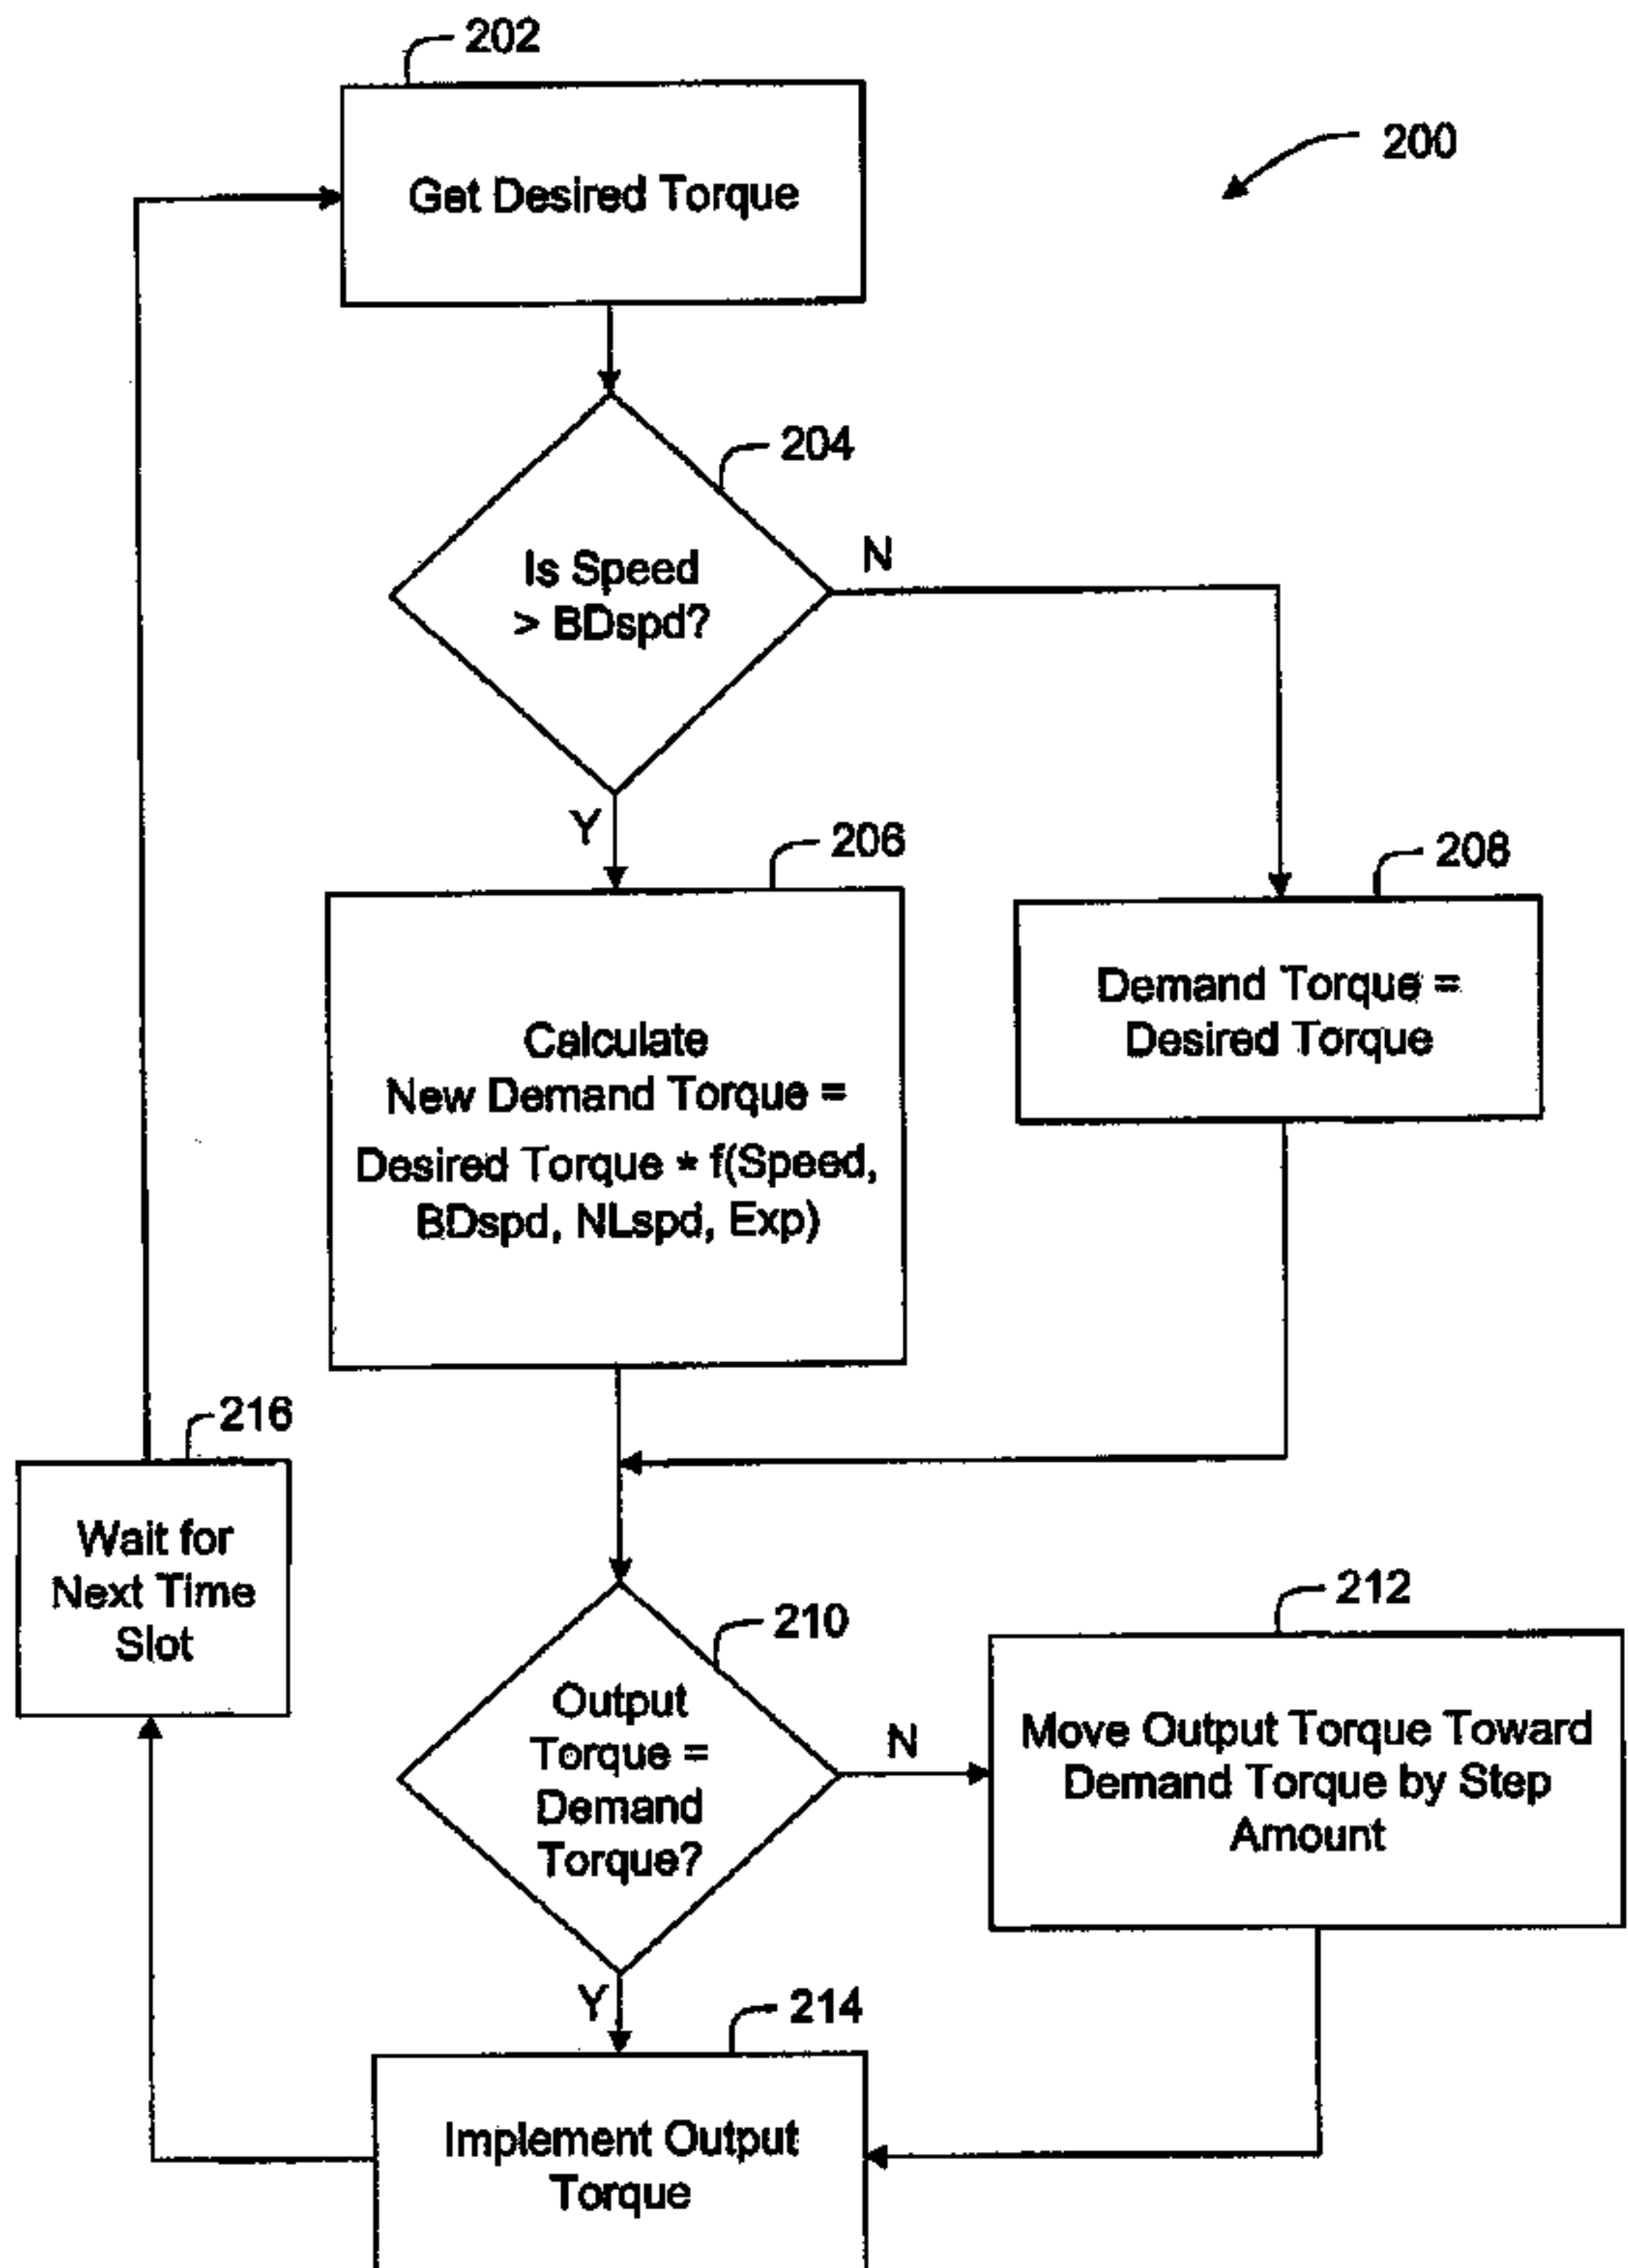 202
200
Get Desired Torque
204
Is Speed
> BDspd?
N
Y
206
208
Calculate
New Demand Torque =
Desired Torque * f(Speed,
BDspd, NLspd, Exp)
Demand Torque =
Desired Torque
216
Wait for
Next Time
Slot
210
Output
Torque =
Demand
Torque?
N
212
Move Output Torque Toward
Demand Torque by Step
Amount
Y
214
Implement Output
Torque